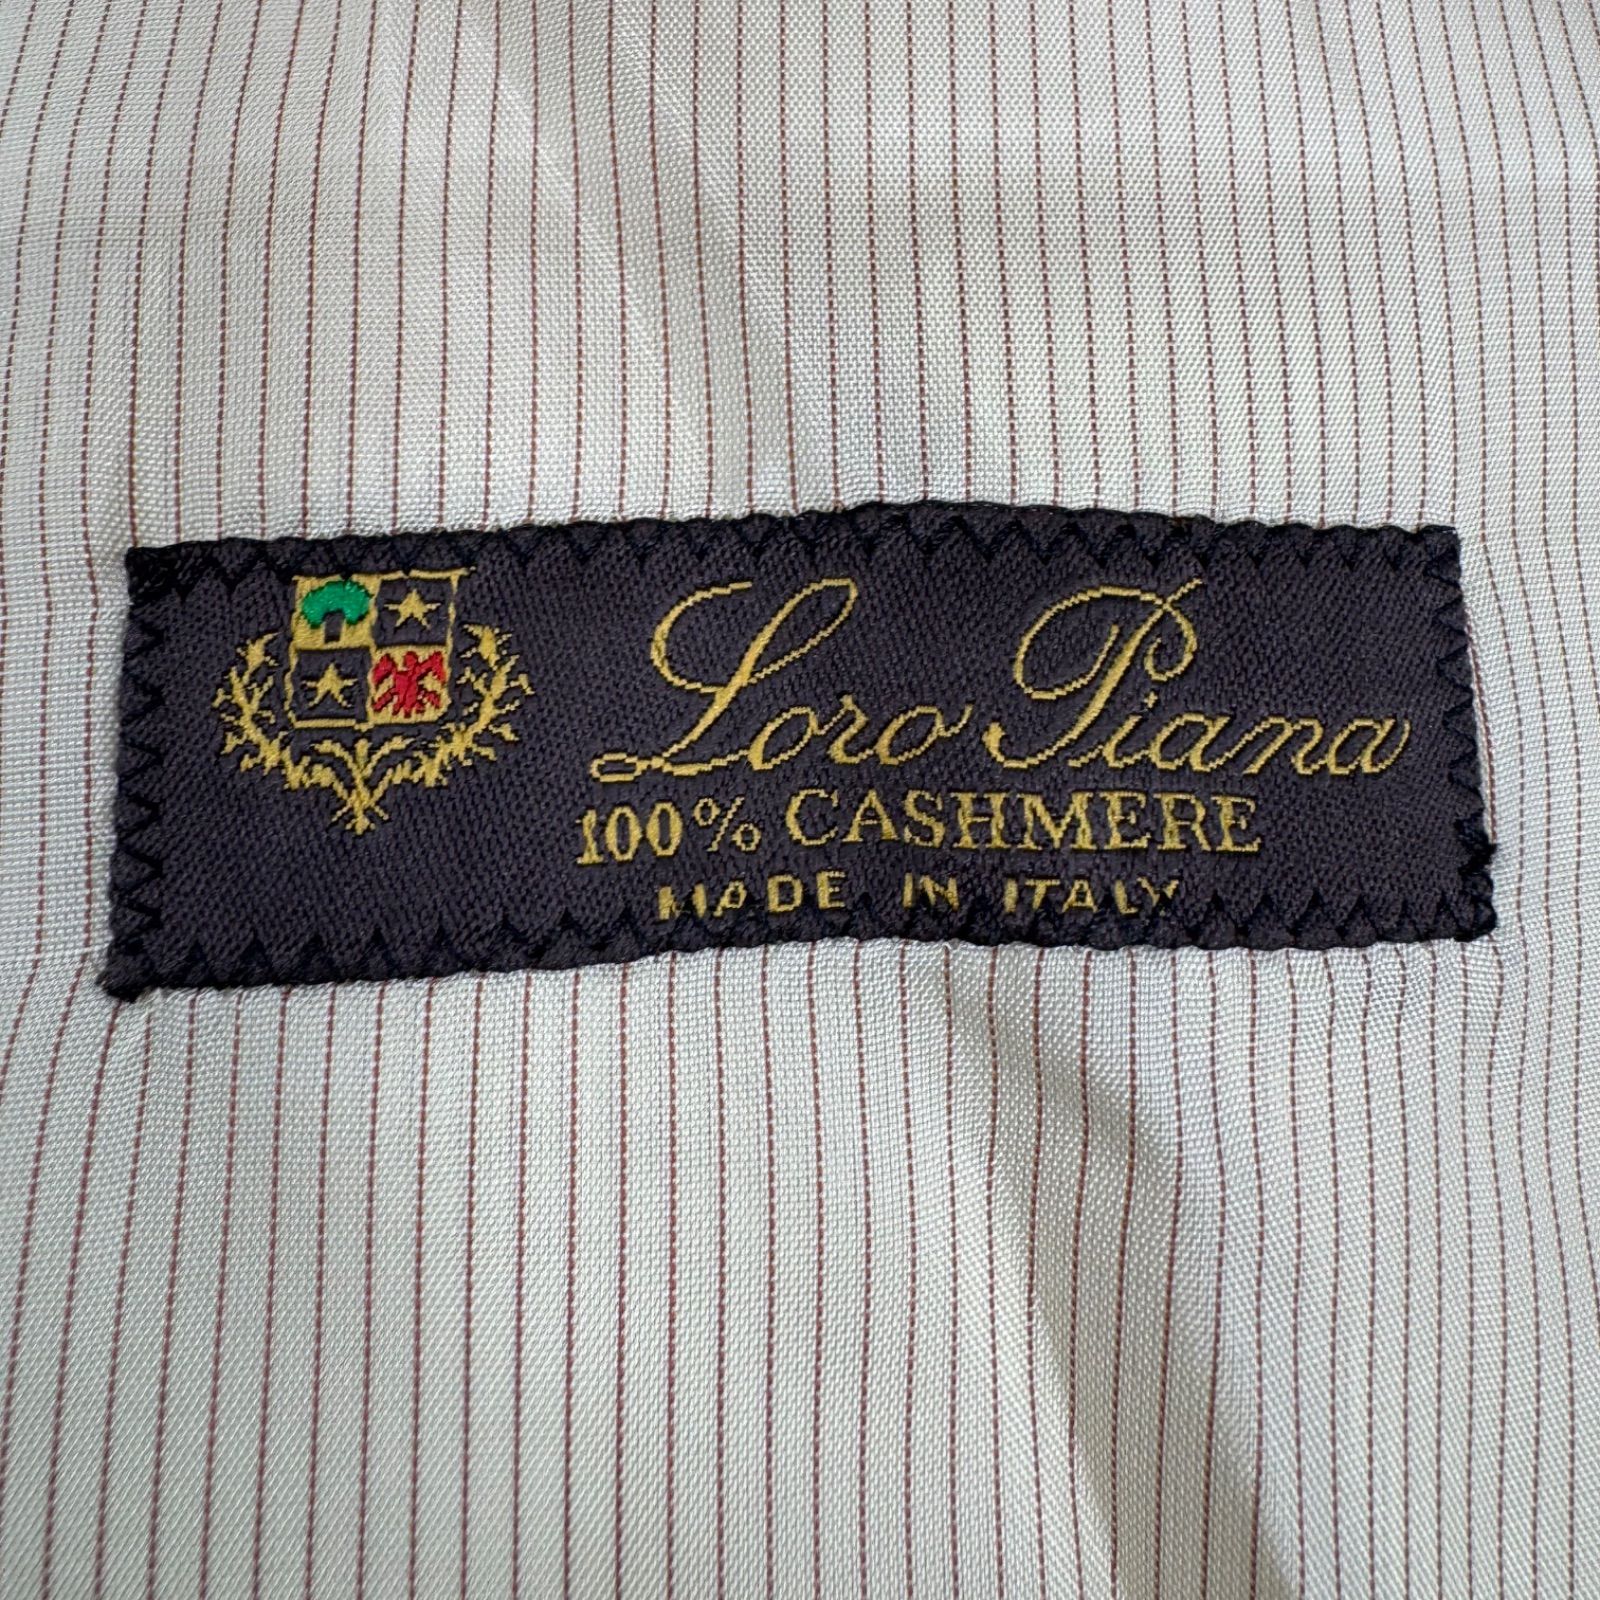 Loro Piana
100% CASHMERE
MADE IN ITALY